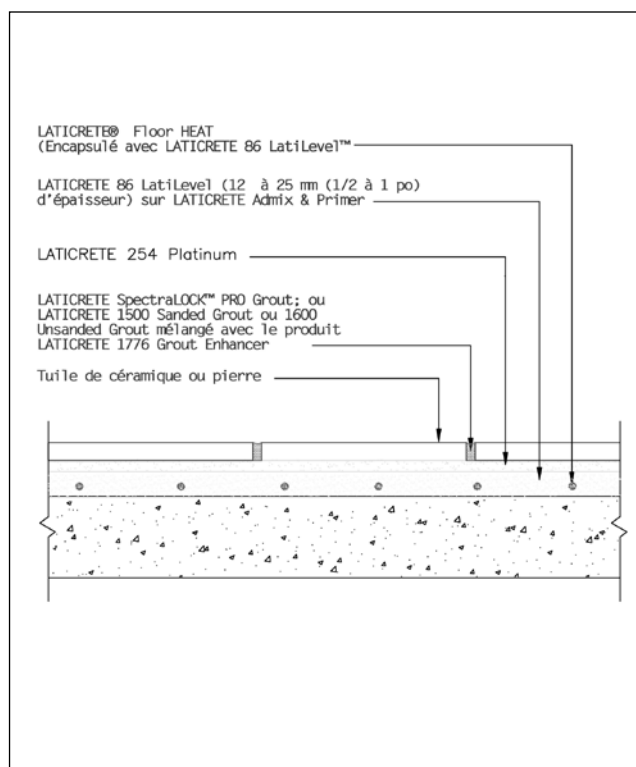 LATICRETE® Floor HEAT
(Encapsulé avec LATICRETE 86 LatiLevel™
LATICRETE 86 LatiLevel (12 à 25 mm (1/2 à 1 po)
d'épaisseur) sur LATICRETE Admix & Primer
LATICRETE 254 Platinum
LATICRETE SpectraLOCK™ PRO Grout; ou
LATICRETE 1500 Sanded Grout ou 1600
Unsanded Grout mélangé avec le produit
LATICRETE 1776 Grout Enhancer
Tuile de céramique ou pierre